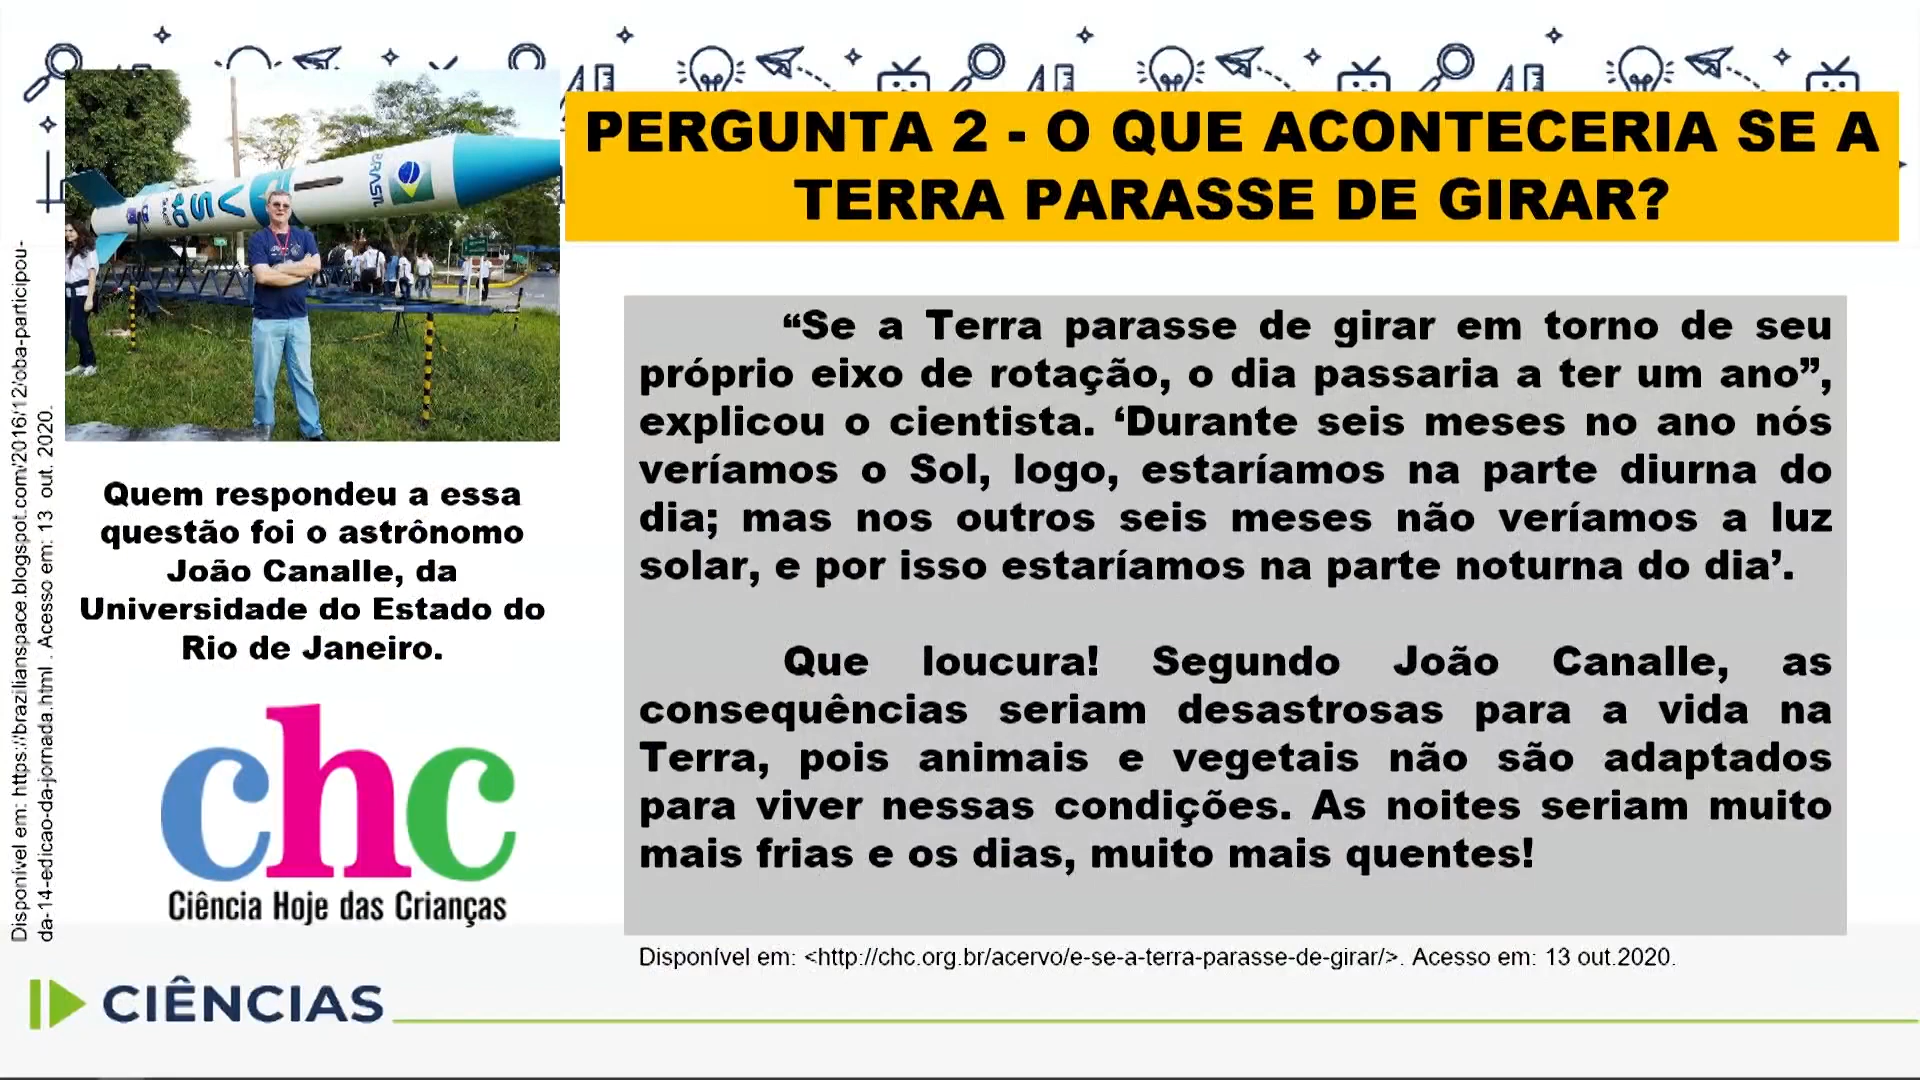 PERGUNTA 2 - O QUE ACONTECERIA SE A
TERRA PARASSE DE GIRAR?
BRASIL
VS
Disponível em: https://brazilianspace.blogspot.com/2016/12/oba-participou-
da-14-edicao-da-jornada.html . Acesso em: 13 out. 2020.
Quem respondeu a essa
questão foi o astrônomo
João Canalle, da
Universidade do Estado do
Rio de Janeiro.
chc
Ciência Hoje das Crianças
“Se a Terra parasse de girar em torno de seu
próprio eixo de rotação, o dia passaria a ter um ano”,
explicou o cientista. ‘Durante seis meses no ano nós
veríamos o Sol, logo, estaríamos na parte diurna do
dia; mas nos outros seis meses não veríamos a luz
solar, e por isso estaríamos na parte noturna do dia’.
Que loucura! Segundo João Canalle, as
consequências seriam desastrosas para a vida na
Terra, pois animais e vegetais não são adaptados
para viver nessas condições. As noites seriam muito
mais frias e os dias, muito mais quentes!
Disponível em: <http://chc.org.br/acervo/e-se-a-terra-parasse-de-girar/>. Acesso em: 13 out.2020.
CIÊNCIAS